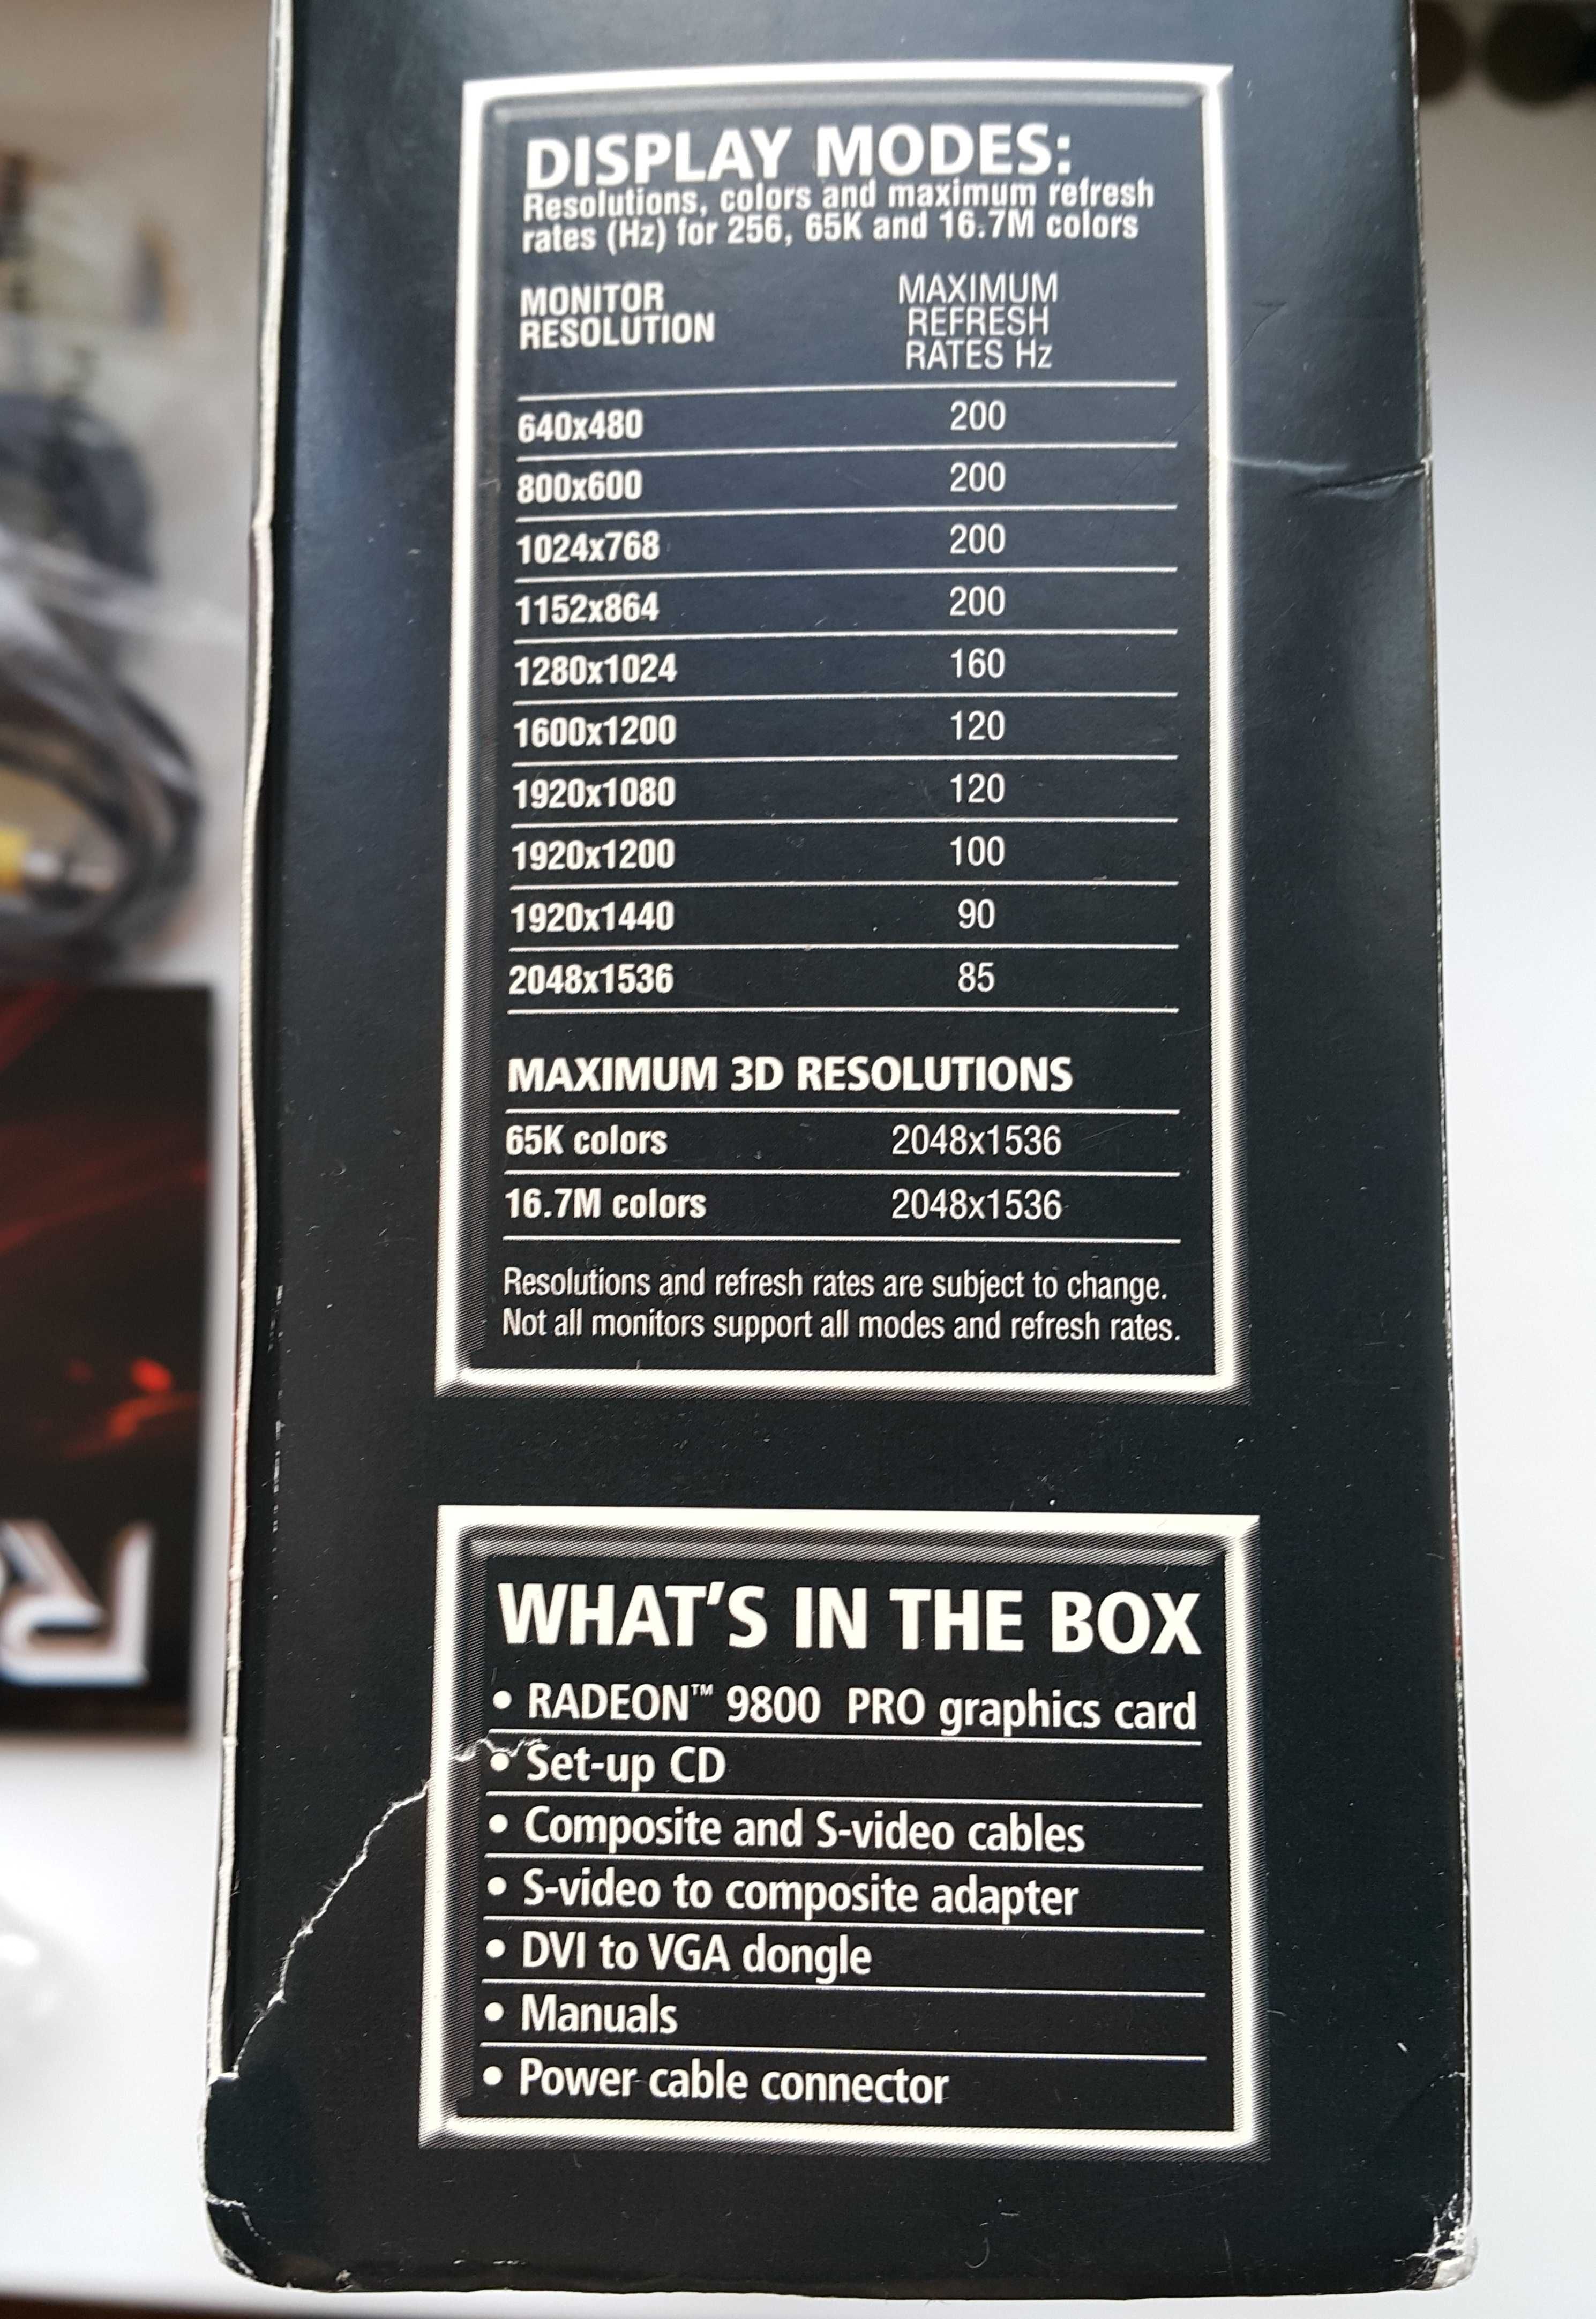 DISPLAY MODES:
Resolutions, colors and maximum refresh
rates (Hz) for 256, 65K and 16.7M colors
MONITOR
RESOLUTION
MAXIMUM
REFRESH
RATES Hz
640x480 200
800x600 200
1024x768 200
1152x864 200
1280x1024 160
1600x1200 120
1920x1080 120
1920x1200 100
1920x1440 90
2048x1536 85
MAXIMUM 3D RESOLUTIONS
65K colors 2048x1536
16.7M colors 2048x1536
Resolutions and refresh rates are subject to change.
Not all monitors support all modes and refresh rates.
WHAT'S IN THE BOX
• RADEON™ 9800 PRO graphics card
• Set-up CD
• Composite and S-video cables
• S-video to composite adapter
• DVI to VGA dongle
• Manuals
• Power cable connector